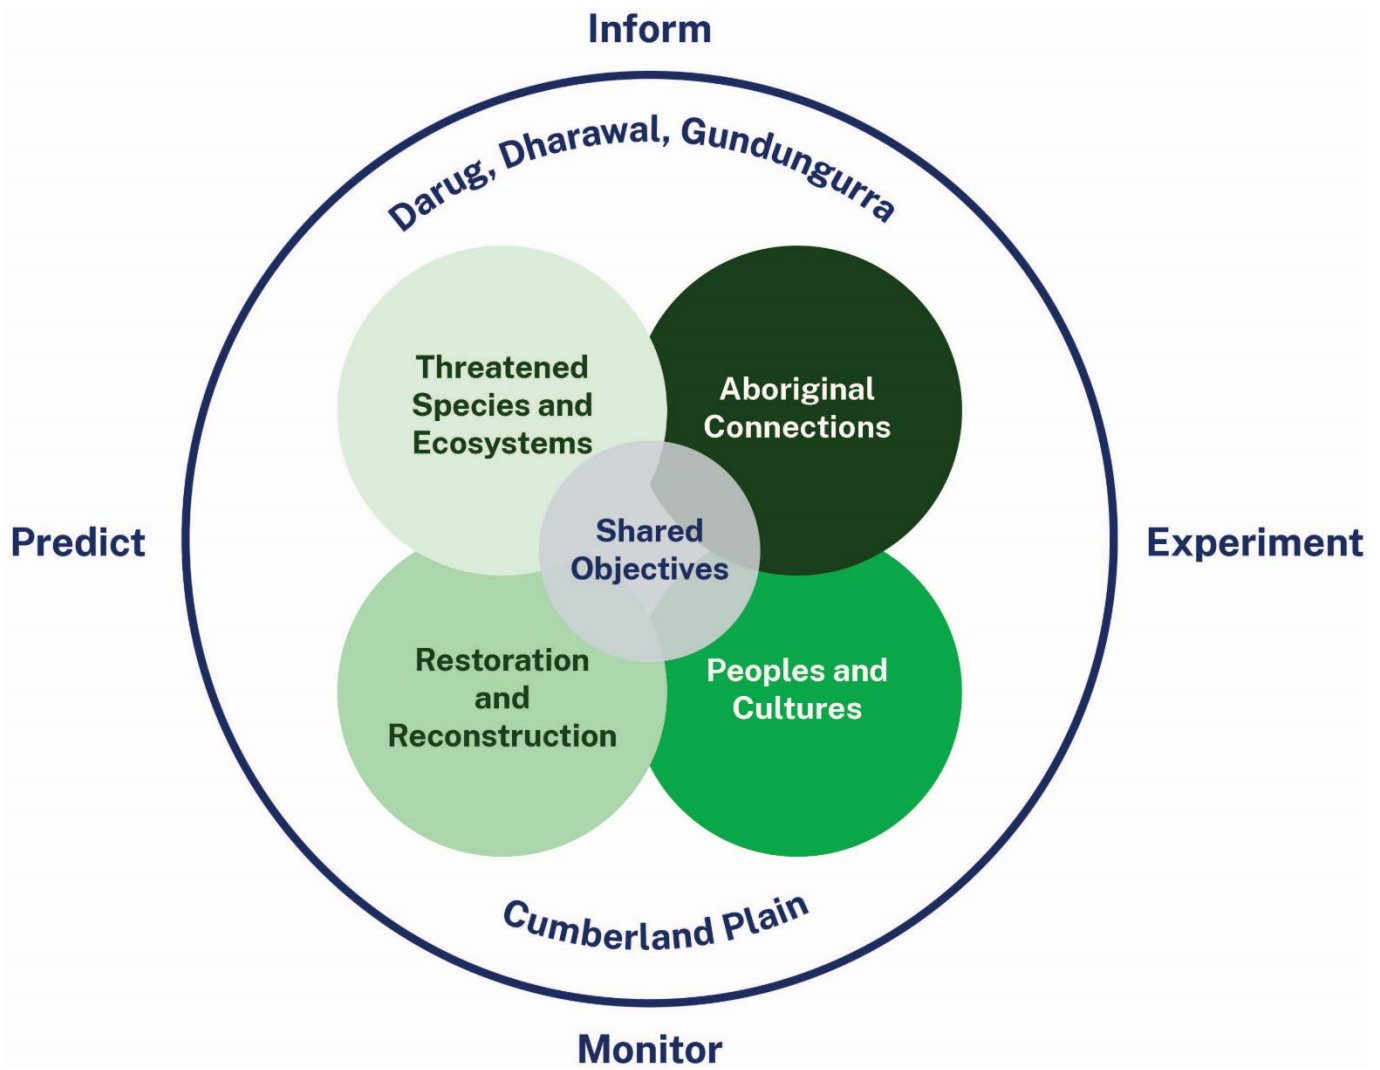 Inform
Darug, Dharawal, Gundungurra
Threatened
Species and
Ecosystems
Aboriginal
Connections
Predict
Shared
Objectives
Experiment
Restoration
and
Reconstruction
Peoples and
Cultures
Cumberland Plain
Monitor